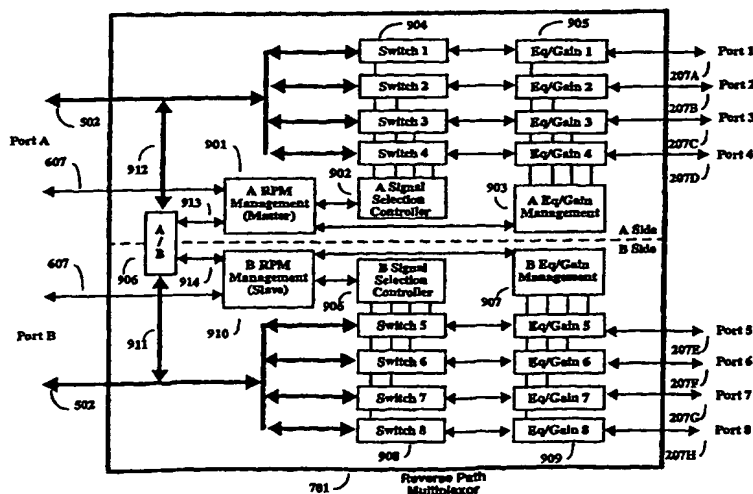 904
905
Switch 1
Eq/Gain 1
Port 1
207A
Switch 2
Eq/Gain 2
Port 2
207B
502
Switch 3
Eq/Gain 3
Port 3
207C
Port A
912
901
902
Switch 4
Eq/Gain 4
Port 4
207D
607
A RPM
Management
(Master)
A Signal
Selection
Controller
903
A Eq/Gain
Management
913
A Side
A/B
B Side
607
906
914
B RPM
Management
(Slave)
B Signal
Selection
Controller
B Eq/Gain
Management
906
907
Port B
911
910
Switch 5
Eq/Gain 5
Port 5
207E
Switch 6
Eq/Gain 6
Port 6
207F
502
Switch 7
Eq/Gain 7
Port 7
207G
Switch 8
Eq/Gain 8
Port 8
207H
908
909
781
Reverse Path
Multiplexor